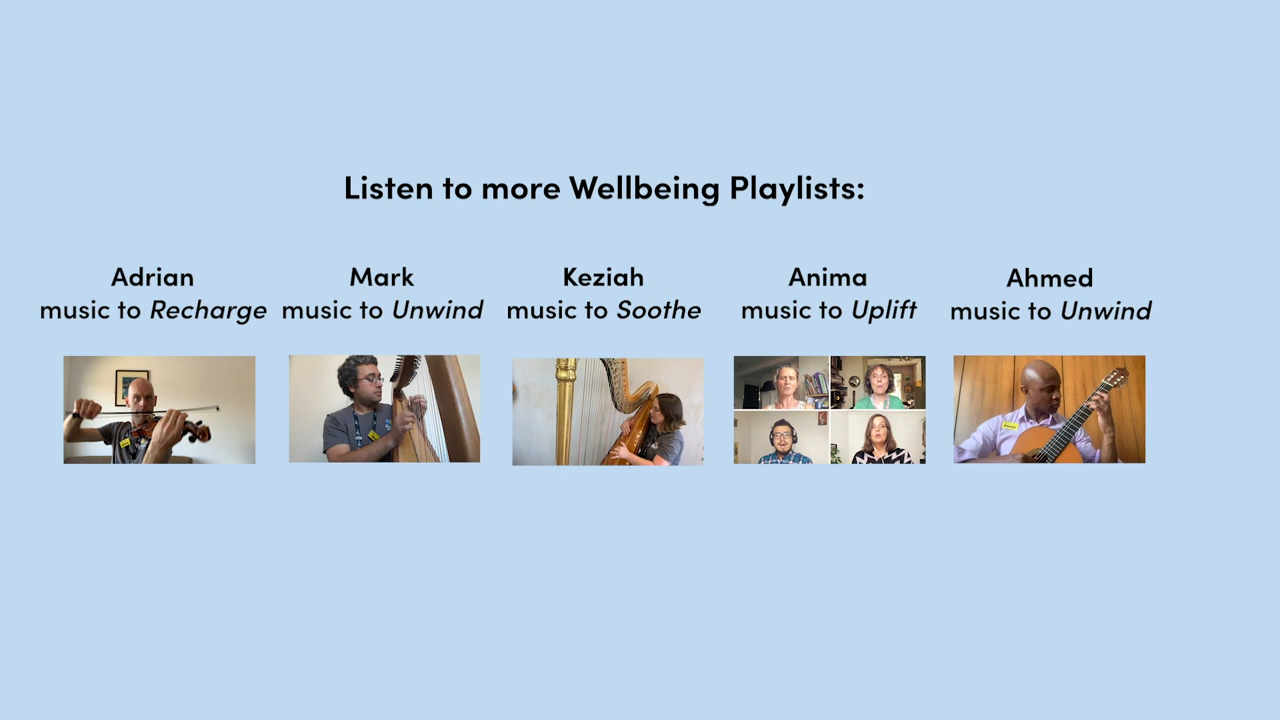 Listen to more Wellbeing Playlists:
Adrian
music to Recharge
Mark
music to Unwind
Keziah
music to Soothe
Anima
music to Uplift
Ahmed
music to Unwind